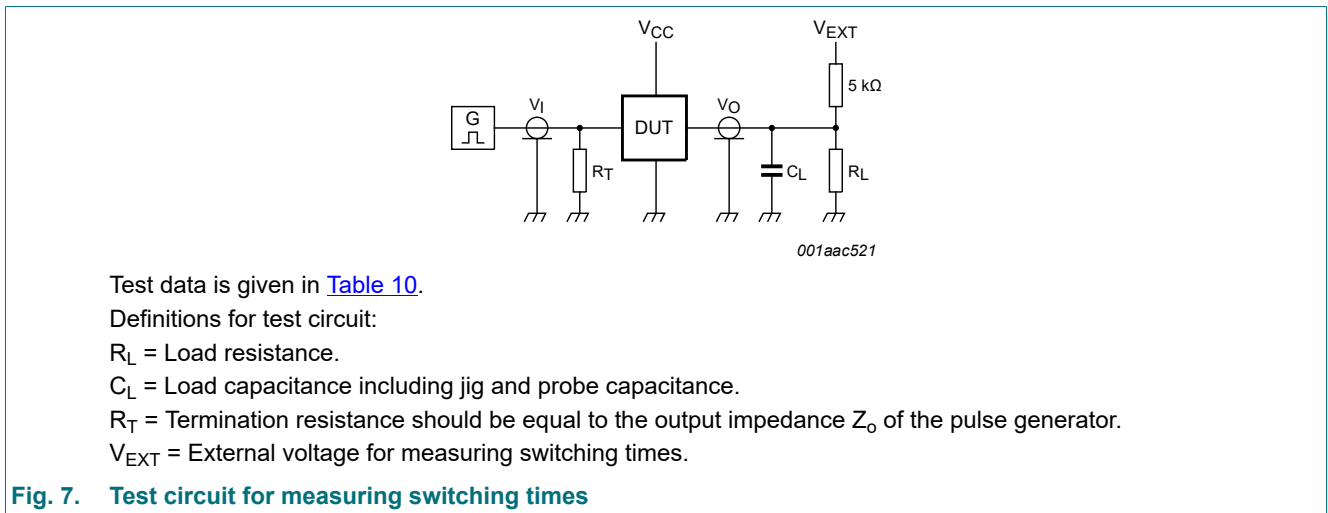 VCC
VEXT
5 kΩ
G
VI
DUT
VO
RT
CL
RL
001aac521
Test data is given in Table 10.
Definitions for test circuit:
RL = Load resistance.
CL = Load capacitance including jig and probe capacitance.
RT = Termination resistance should be equal to the output impedance Zo of the pulse generator.
VEXT = External voltage for measuring switching times.
Fig. 7. Test circuit for measuring switching times